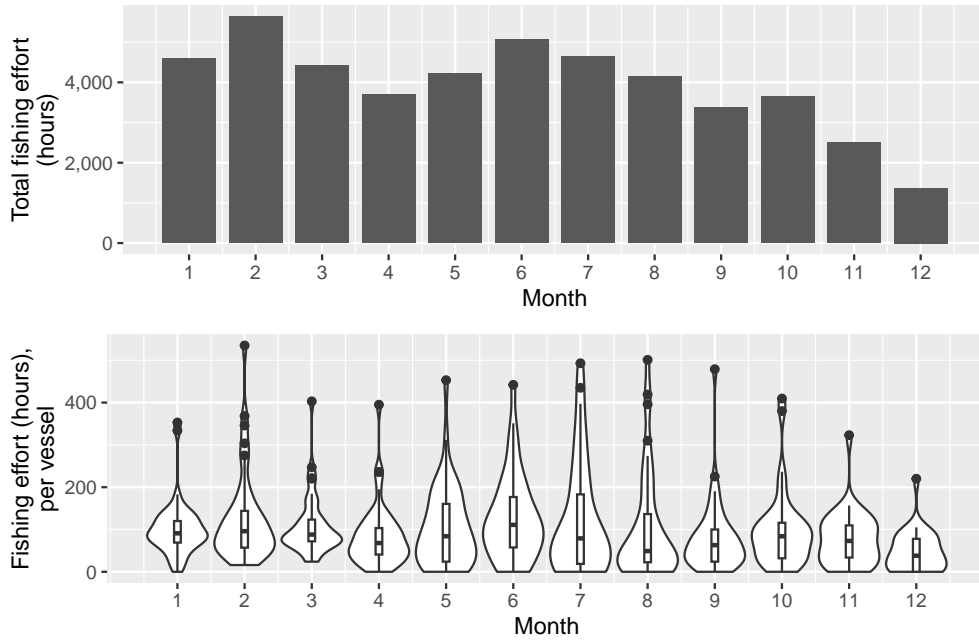 Total fishing effort
(hours)
4,000
2,000
0
1 2 3 4 5 6 7 8 9 10 11 12
Month
Fishing effort (hours),
per vessel
400
200
0
1 2 3 4 5 6 7 8 9 10 11 12
Month